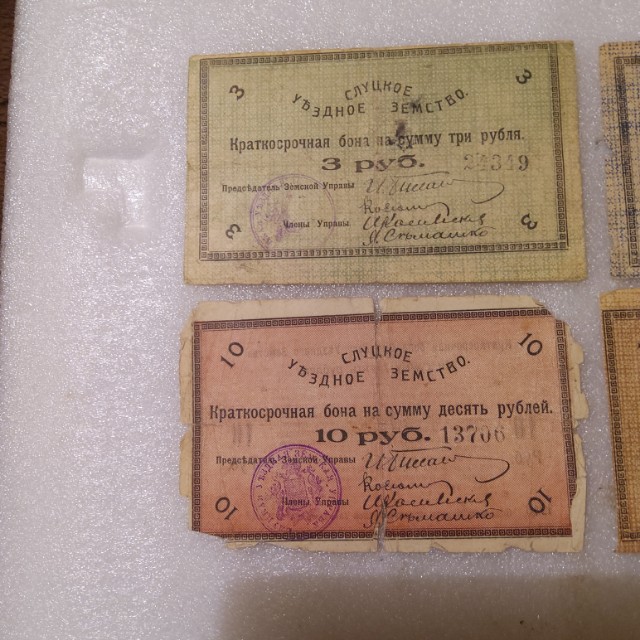 3 3
СЛУЦКОЕ
УѢЗДНОЕ ЗЕМСТВО.
Краткосрочная бона на сумму три рубля.
3 руб. 24349
Предсѣдатель Земской Управы
Члены Управы
3 3
10 10
СЛУЦКОЕ
УѢЗДНОЕ ЗЕМСТВО.
Краткосрочная бона на сумму десять рублей.
10 руб. 13706
Предсѣдатель Земской Управы
Члены Управы
10 10